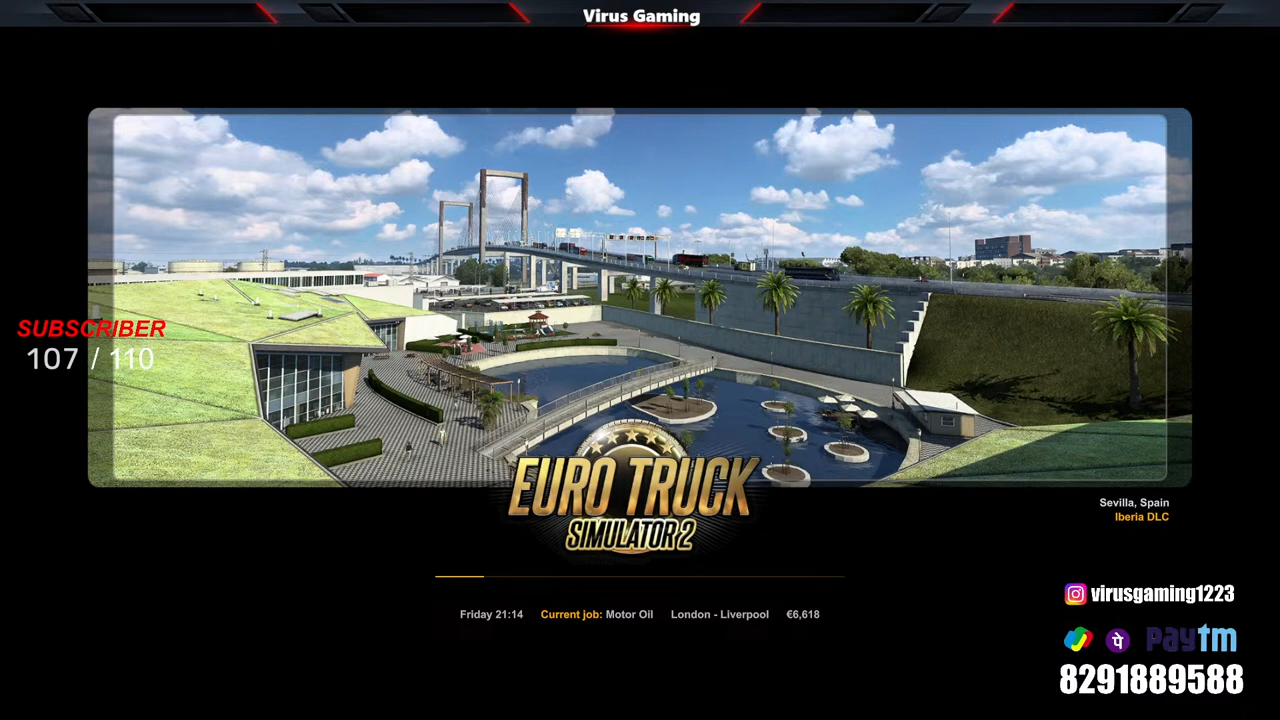 Virus Gaming
SUBSCRIBER
107 / 110
EURO TRUCK
SIMULATOR 2
Sevilla, Spain
Iberia DLC
Friday 21:14 Current job: Motor Oil London - Liverpool €6,618
virusgaming1223
पे paytm
8291889588